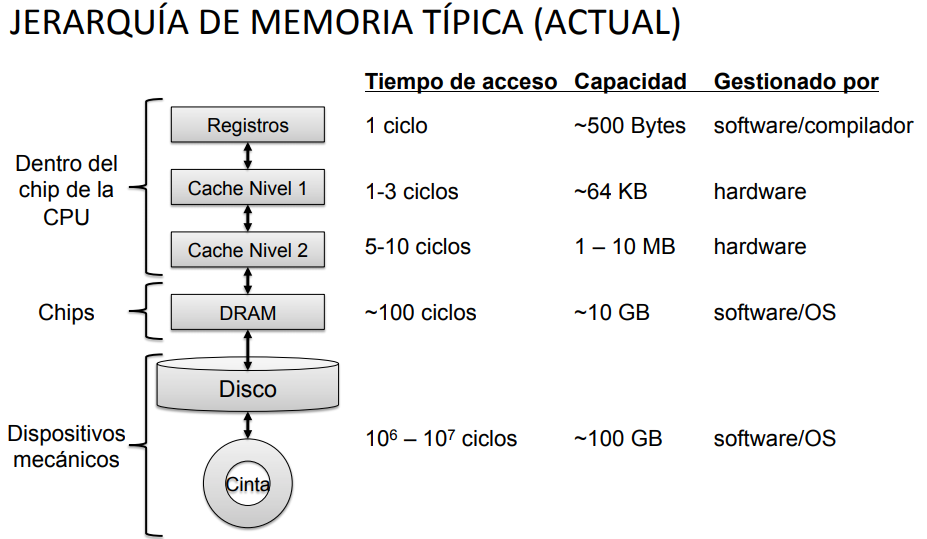 JERARQUÍA DE MEMORIA TÍPICA (ACTUAL)
Tiempo de acceso Capacidad Gestionado por
Registros 1 ciclo ~500 Bytes software/compilador
Dentro del
chip de la
CPU
Cache Nivel 1 1-3 ciclos ~64 KB hardware
Cache Nivel 2 5-10 ciclos 1 – 10 MB hardware
Chips DRAM ~100 ciclos ~10 GB software/OS
Disco
Dispositivos
mecánicos
10⁶ – 10⁷ ciclos ~100 GB software/OS
Cinta